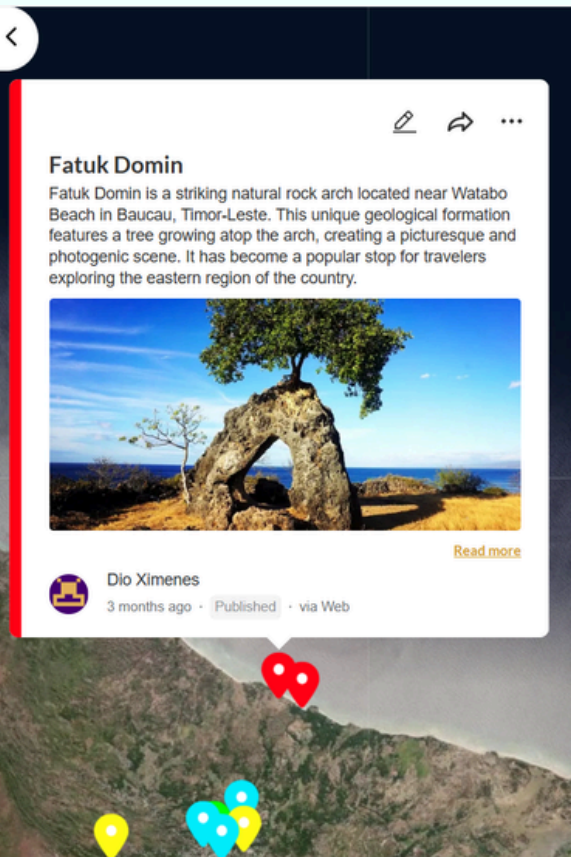 Fatuk Domin
Fatuk Domin is a striking natural rock arch located near Watabo
Beach in Baucau, Timor-Leste. This unique geological formation
features a tree growing atop the arch, creating a picturesque and
photogenic scene. It has become a popular stop for travelers
exploring the eastern region of the country.
Read more
Dio Ximenes
3 months ago · Published · via Web